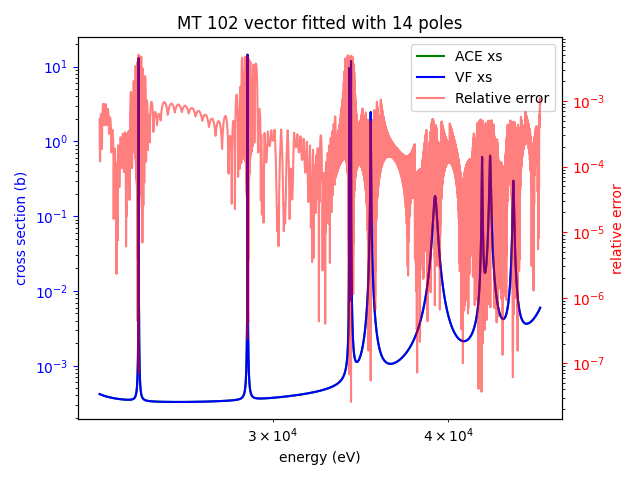 MT 102 vector fitted with 14 poles
ACE xs
VF xs
Relative error
cross section (b)
10¹
10⁰
10⁻¹
10⁻²
10⁻³
relative error
10⁻³
10⁻⁴
10⁻⁵
10⁻⁶
10⁻⁷
3 × 10⁴
4 × 10⁴
energy (eV)